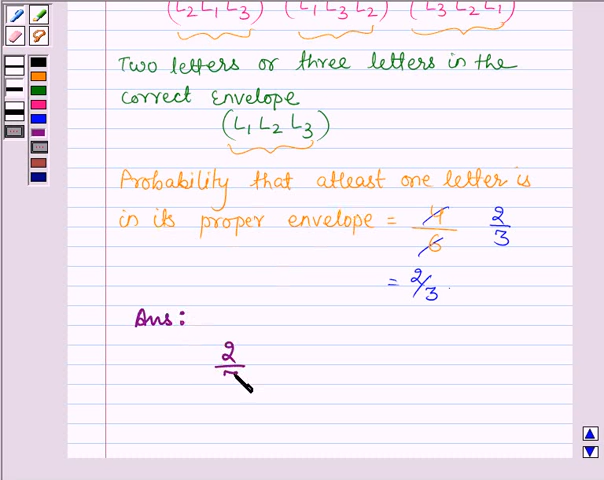 (L2 L1 L3) (L1 L3 L2) (L3 L2 L1)
Two letters or three letters in the
correct envelope
(L1 L2 L3)
Probability that atleast one letter is
in its proper envelope = 4/6 2/3
= 2/3.
Ans:
2